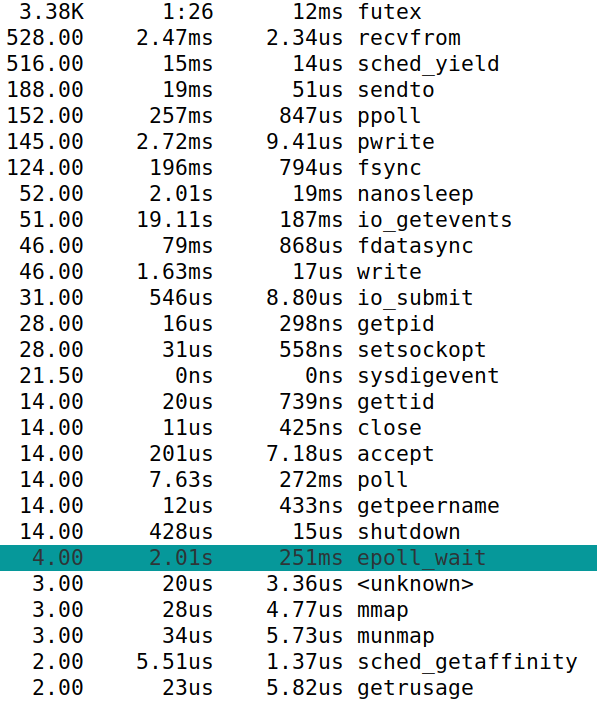 3.38K 1:26 12ms futex
528.00 2.47ms 2.34us recvfrom
516.00 15ms 14us sched_yield
188.00 19ms 51us sendto
152.00 257ms 847us ppoll
145.00 2.72ms 9.41us pwrite
124.00 196ms 794us fsync
52.00 2.01s 19ms nanosleep
51.00 19.11s 187ms io_getevents
46.00 79ms 868us fdatasync
46.00 1.63ms 17us write
31.00 546us 8.80us io_submit
28.00 16us 298ns getpid
28.00 31us 558ns setsockopt
21.50 0ns 0ns sysdigevent
14.00 20us 739ns gettid
14.00 11us 425ns close
14.00 201us 7.18us accept
14.00 7.63s 272ms poll
14.00 12us 433ns getpeername
14.00 428us 15us shutdown
4.00 2.01s 251ms epoll_wait
3.00 20us 3.36us <unknown>
3.00 28us 4.77us mmap
3.00 34us 5.73us munmap
2.00 5.51us 1.37us sched_getaffinity
2.00 23us 5.82us getrusage